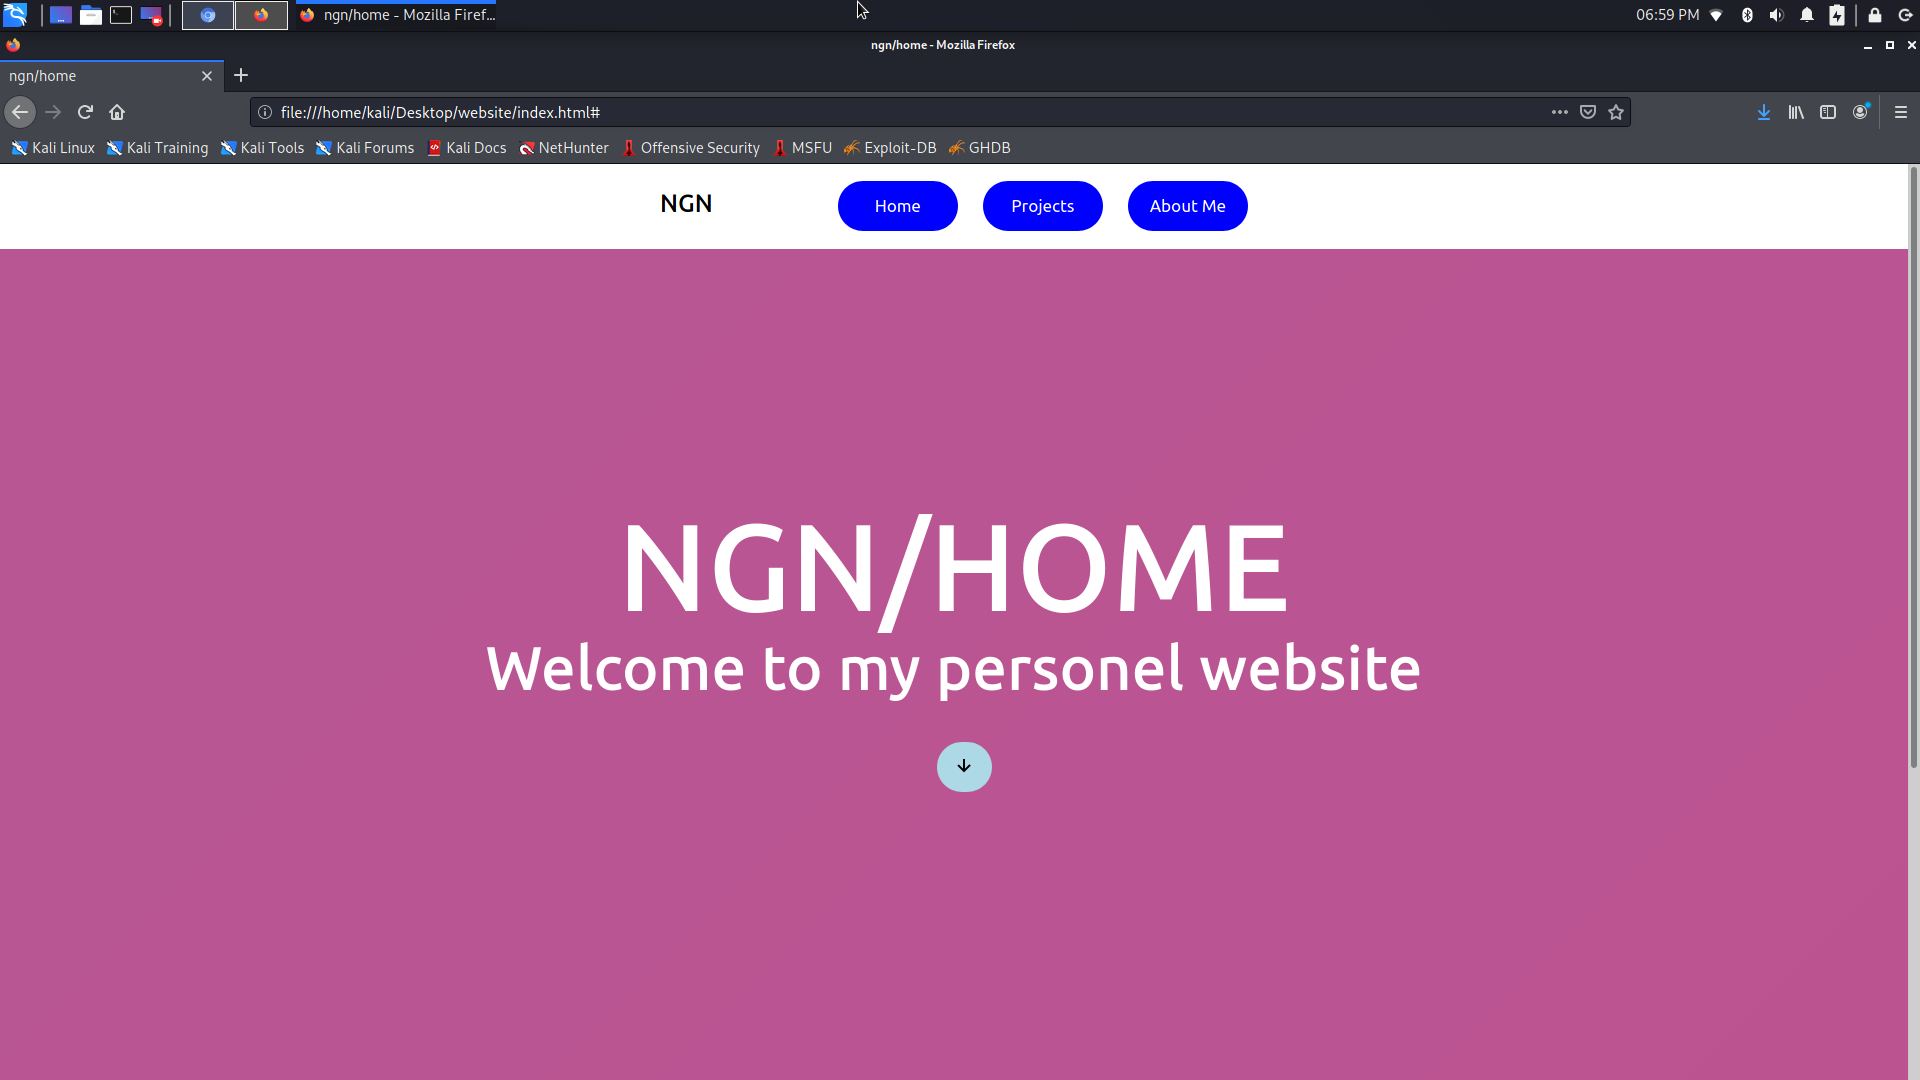 ngn/home - Mozilla Firef... 06:59 PM
ngn/home - Mozilla Firefox
ngn/home
file:///home/kali/Desktop/website/index.html#
Kali Linux Kali Training Kali Tools Kali Forums Kali Docs NetHunter Offensive Security MSFU Exploit-DB GHDB
NGN Home Projects About Me
NGN/HOME
Welcome to my personel website